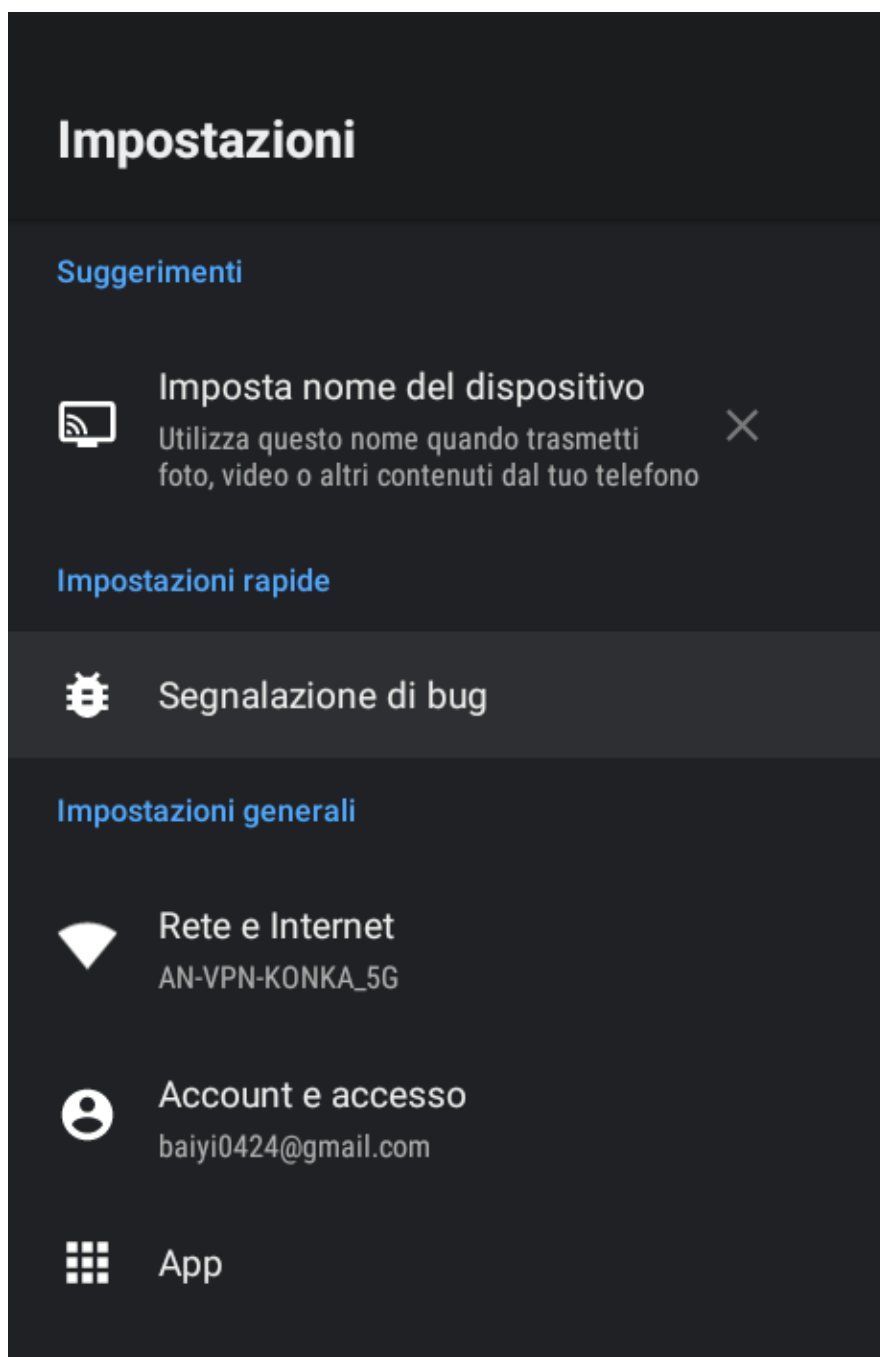 Impostazioni
Suggerimenti
Imposta nome del dispositivo
Utilizza questo nome quando trasmetti
foto, video o altri contenuti dal tuo telefono
Impostazioni rapide
Segnalazione di bug
Impostazioni generali
Rete e Internet
AN-VPN-KONKA_5G
Account e accesso
baiyi0424@gmail.com
App